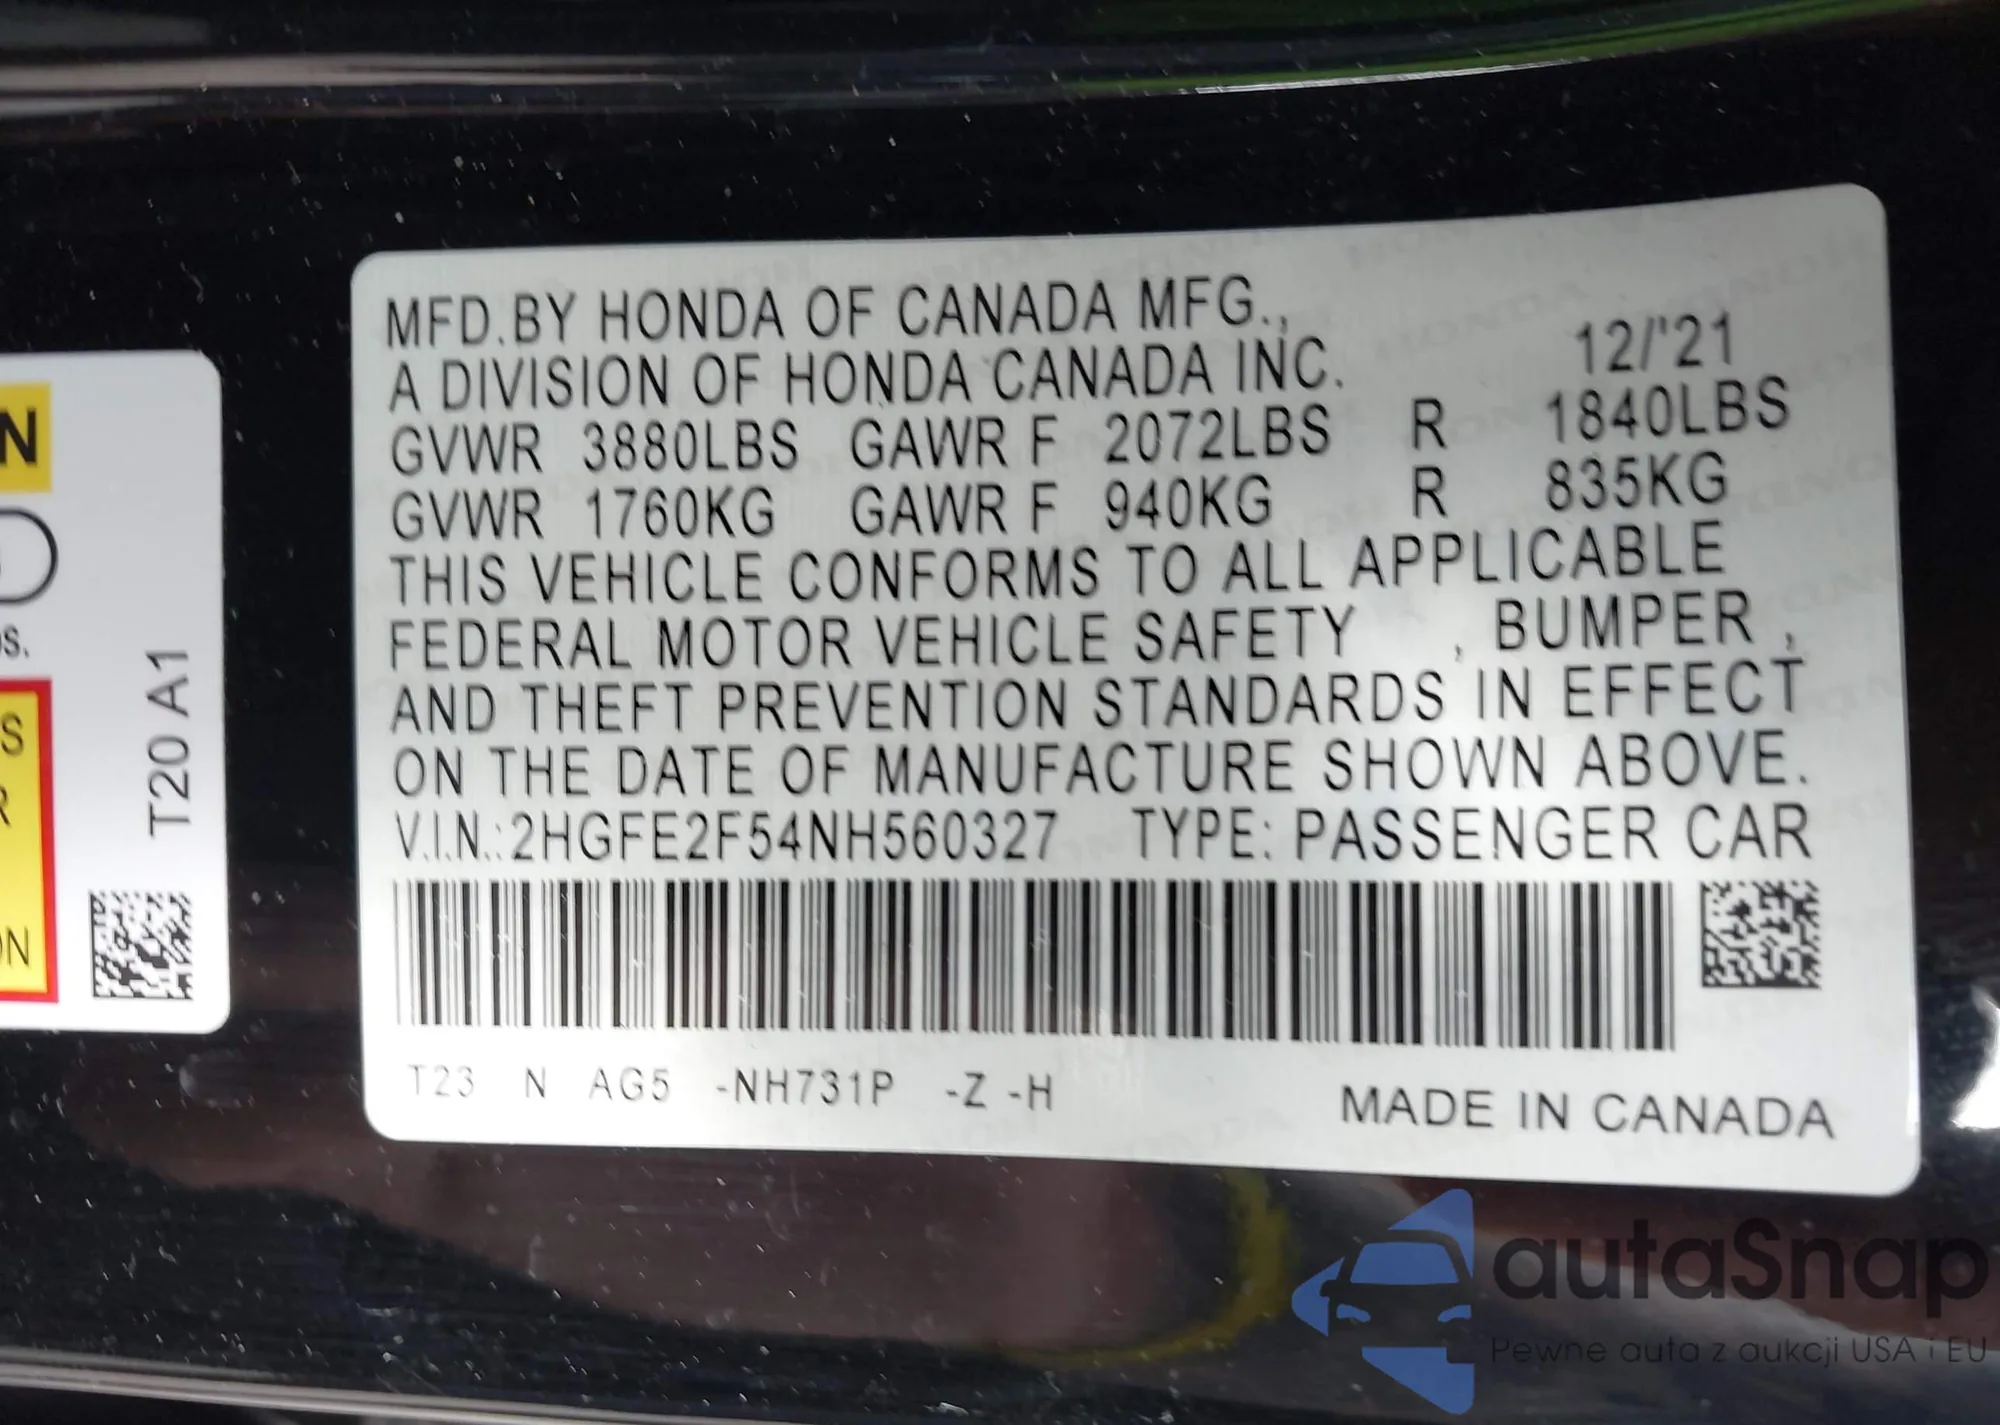 N
S.
S
R
ON
T20 A1
MFD.BY HONDA OF CANADA MFG.,
A DIVISION OF HONDA CANADA INC. 12/'21
GVWR 3880LBS GAWR F 2072LBS R 1840LBS
GVWR 1760KG GAWR F 940KG R 835KG
THIS VEHICLE CONFORMS TO ALL APPLICABLE
FEDERAL MOTOR VEHICLE SAFETY , BUMPER ,
AND THEFT PREVENTION STANDARDS IN EFFECT
ON THE DATE OF MANUFACTURE SHOWN ABOVE.
V.I.N.:2HGFE2F54NH560327 TYPE: PASSENGER CAR
T23 N AG5 -NH731P -Z -H
MADE IN CANADA
autaSnap
Pewne auta z aukcji USA i EU